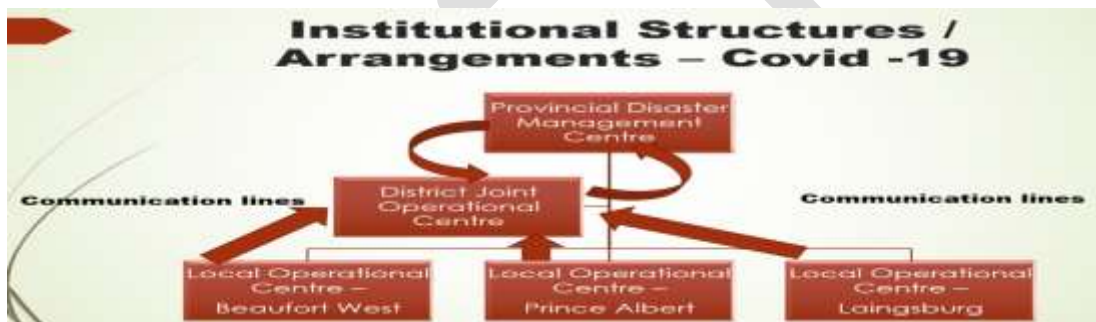 Institutional Structures /
Arrangements – Covid -19
Provincial Disaster
Management
Centre
Communication lines
District Joint
Operational
Centre
Communication lines
Local Operational
Centre –
Beaufort West
Local Operational
Centre –
Prince Albert
Local Operational
Centre –
Laingsburg